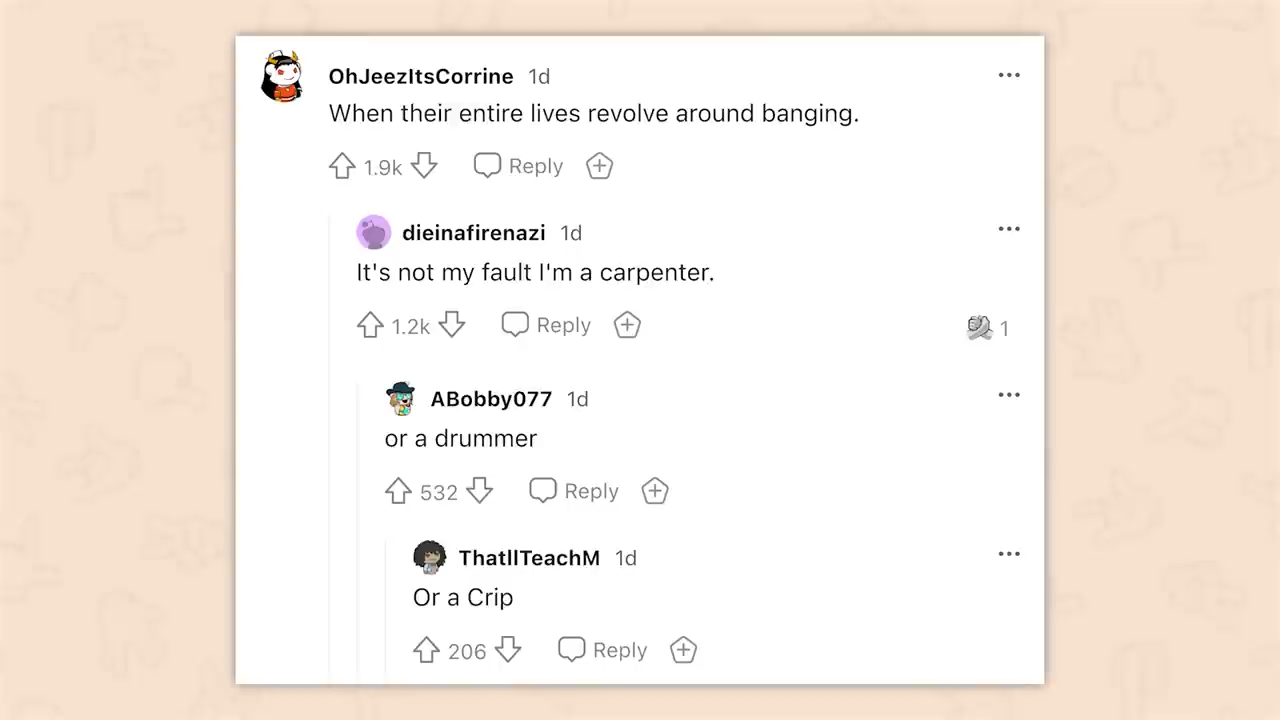 OhJeezItsCorrine 1d
When their entire lives revolve around banging.
1.9k Reply
dieinafirenazi 1d
It's not my fault I'm a carpenter.
1.2k Reply 1
ABobby077 1d
or a drummer
532 Reply
ThatllTeachM 1d
Or a Crip
206 Reply